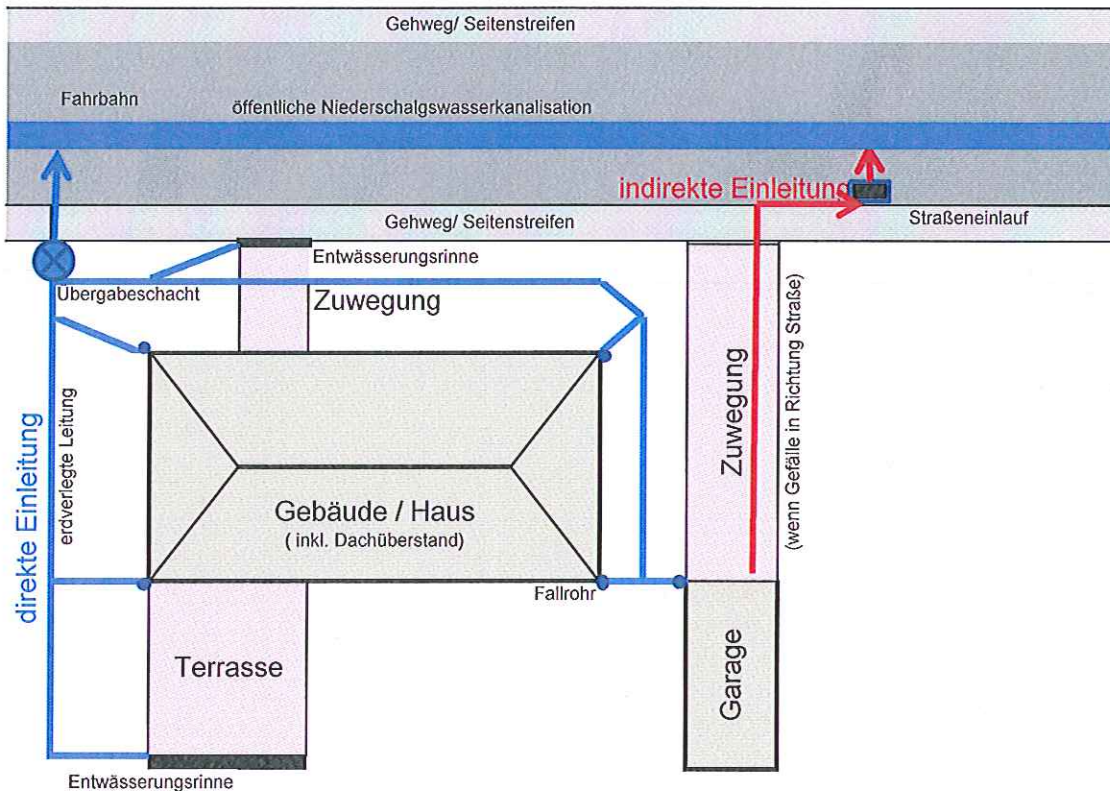 Gehweg/ Seitenstreifen
Fahrbahn
öffentliche Niederschalgswasserkanalisation
indirekte Einleitung
Gehweg/ Seitenstreifen
Straßeneinlauf
Entwässerungsrinne
Übergabeschacht
Zuwegung
direkte Einleitung
erdverlegte Leitung
Gebäude / Haus
( inkl. Dachüberstand)
Zuwegung
(wenn Gefälle in Richtung Straße)
Fallrohr
Terrasse
Garage
Entwässerungsrinne